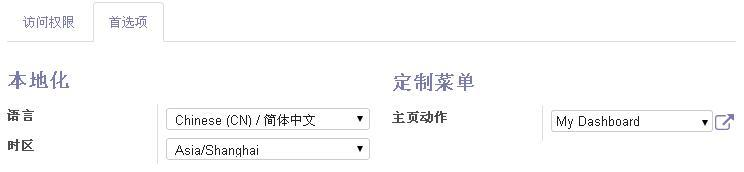 访问权限 首选项
本地化
语言 Chinese (CN) / 简体中文
时区 Asia/Shanghai
定制菜单
主页动作 My Dashboard